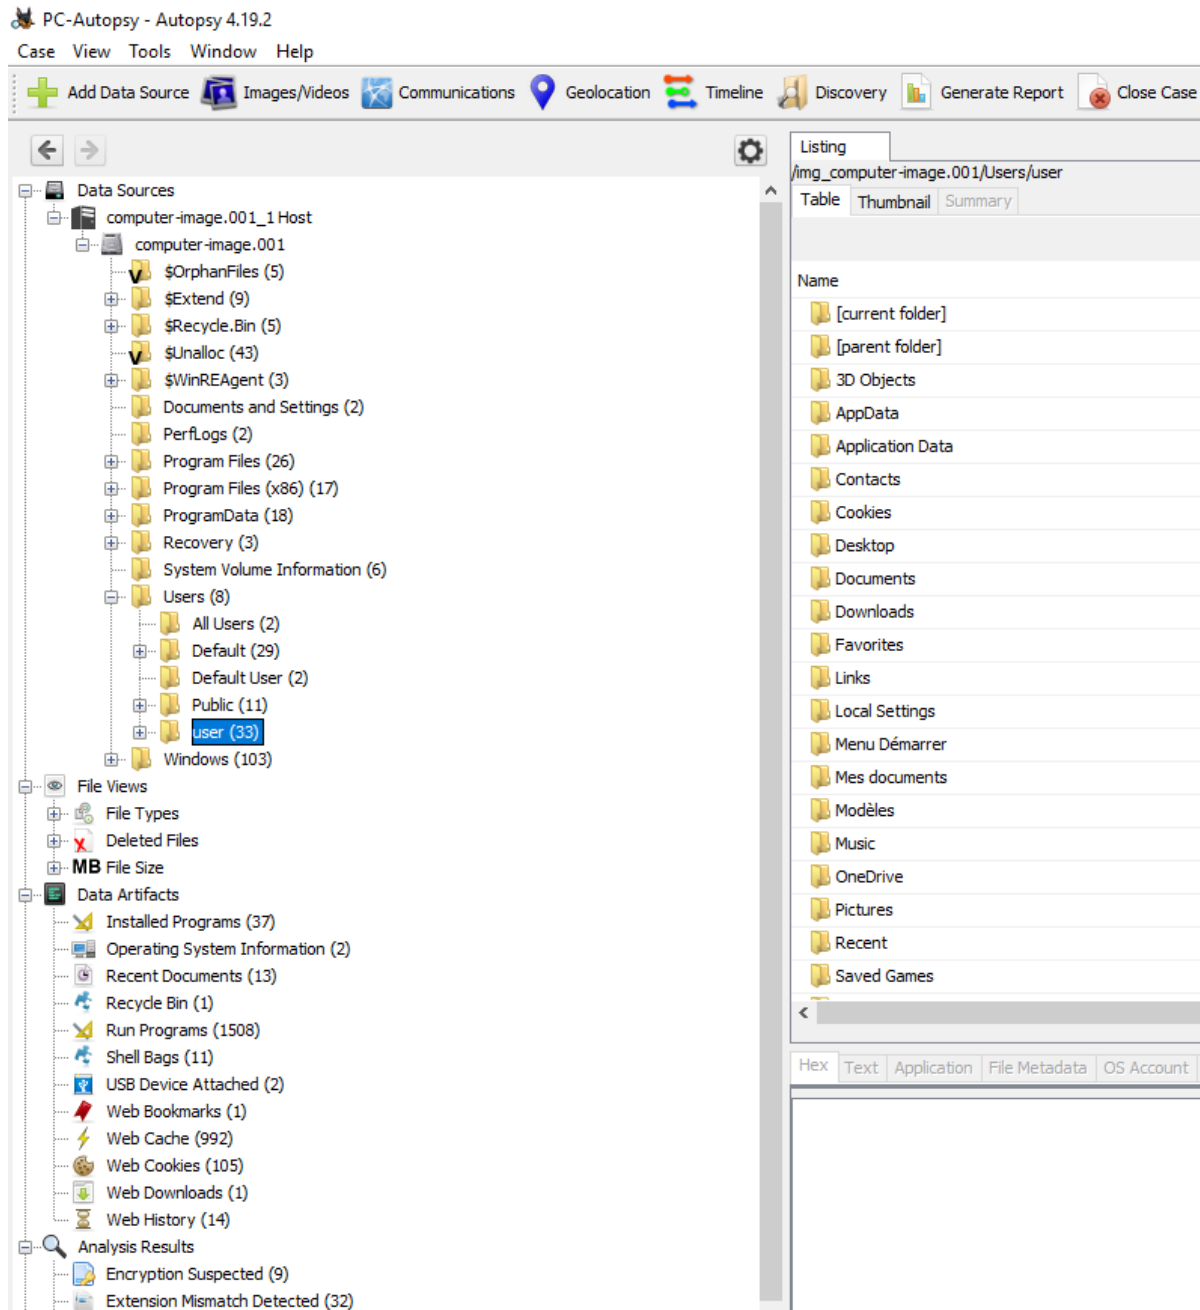 PC-Autopsy - Autopsy 4.19.2
Case View Tools Window Help
Add Data Source Images/Videos Communications Geolocation Timeline Discovery Generate Report Close Case
Data Sources
computer-image.001_1 Host
computer-image.001
$OrphanFiles (5)
$Extend (9)
$Recycle.Bin (5)
$Unalloc (43)
$WinREAgent (3)
Documents and Settings (2)
PerfLogs (2)
Program Files (26)
Program Files (x86) (17)
ProgramData (18)
Recovery (3)
System Volume Information (6)
Users (8)
All Users (2)
Default (29)
Default User (2)
Public (11)
user (33)
Windows (103)
File Views
File Types
Deleted Files
MB File Size
Data Artifacts
Installed Programs (37)
Operating System Information (2)
Recent Documents (13)
Recycle Bin (1)
Run Programs (1508)
Shell Bags (11)
USB Device Attached (2)
Web Bookmarks (1)
Web Cache (992)
Web Cookies (105)
Web Downloads (1)
Web History (14)
Analysis Results
Encryption Suspected (9)
Extension Mismatch Detected (32)
Listing
/img_computer-image.001/Users/user
Table Thumbnail Summary
Name
[current folder]
[parent folder]
3D Objects
AppData
Application Data
Contacts
Cookies
Desktop
Documents
Downloads
Favorites
Links
Local Settings
Menu Démarrer
Mes documents
Modèles
Music
OneDrive
Pictures
Recent
Saved Games
Hex Text Application File Metadata OS Account